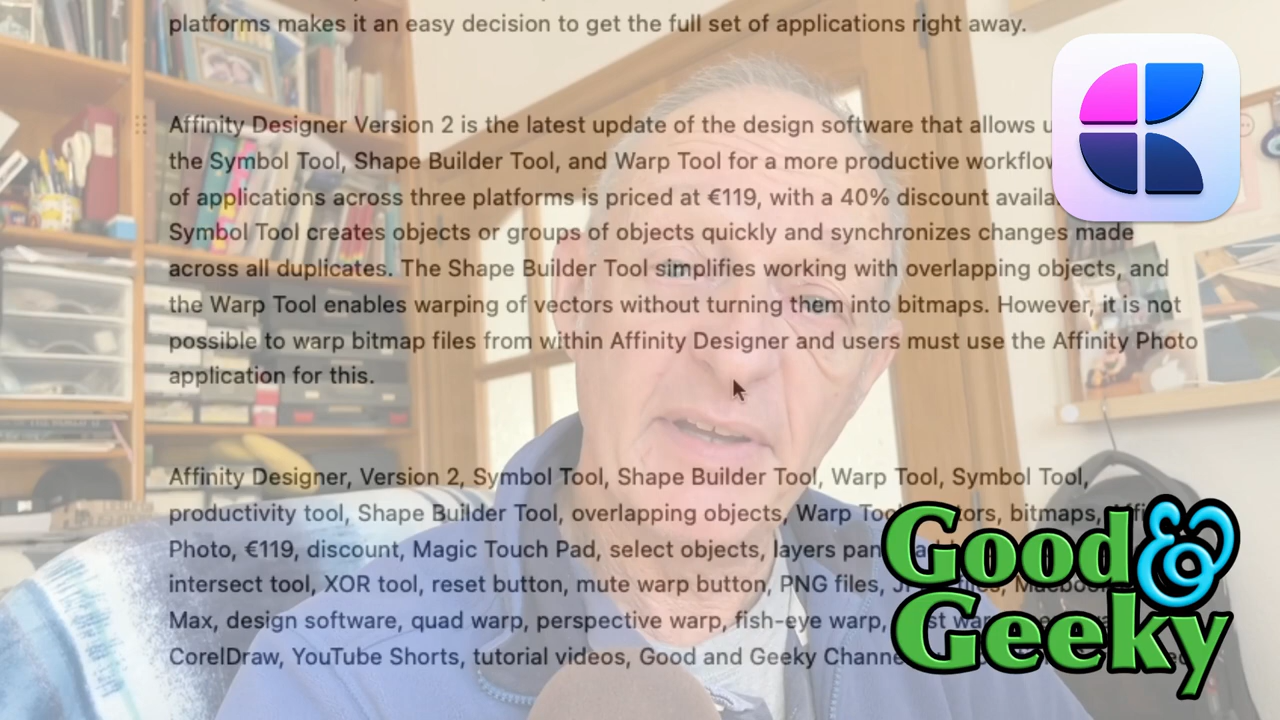 platforms makes it an easy decision to get the full set of applications right away.
Affinity Designer Version 2 is the latest update of the design software that allows
the Symbol Tool, Shape Builder Tool, and Warp Tool for a more productive
of applications across three platforms is priced at €119, with a 40% discount
Symbol Tool creates objects or groups of objects quickly and synchronizes changes made
across all duplicates. The Shape Builder Tool simplifies working with overlapping objects, and
the Warp Tool enables warping of vectors without turning them into bitmaps. However, it is not
possible to warp bitmap files from within Affinity Designer and users must use the Affinity Photo
application for this.
Affinity Designer, Version 2, Symbol Tool, Shape Builder Tool, Warp Tool, Symbol Tool,
productivity tool, Shape Builder Tool, overlapping objects, Warp bitmaps,
Photo, €119, discount, Magic Touch Pad, select objects, layers
intersect tool, XOR tool, reset button, mute warp button, PNG files,
Max, design software, quad warp, perspective warp, fish-eye warp,
CorelDraw, YouTube Shorts, tutorial videos, Good and Geeky
Good &
Geeky